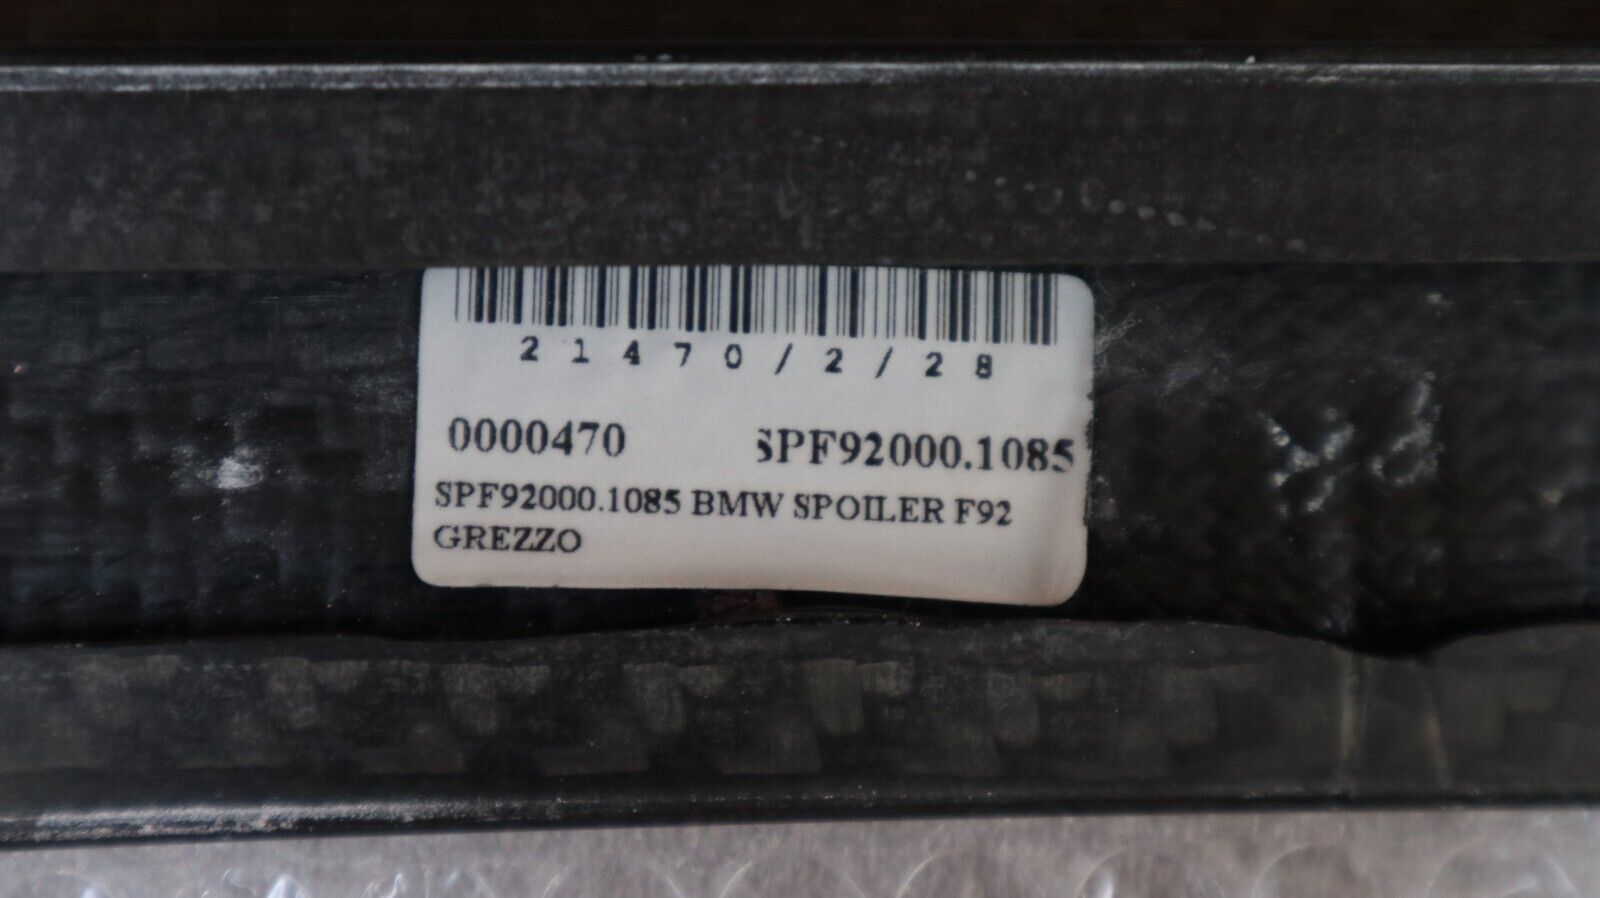 21470/2/28
0000470 SPF92000.1085
SPF92000.1085 BMW SPOILER F92
GREZZO